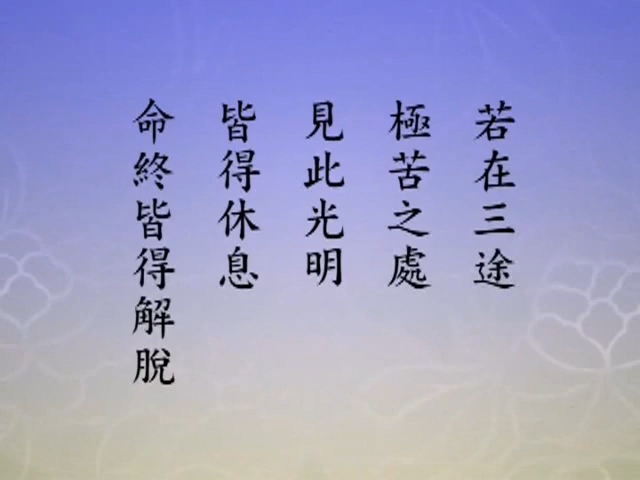 若在三途
極苦之處
見此光明
皆得休息
命終皆得解脫